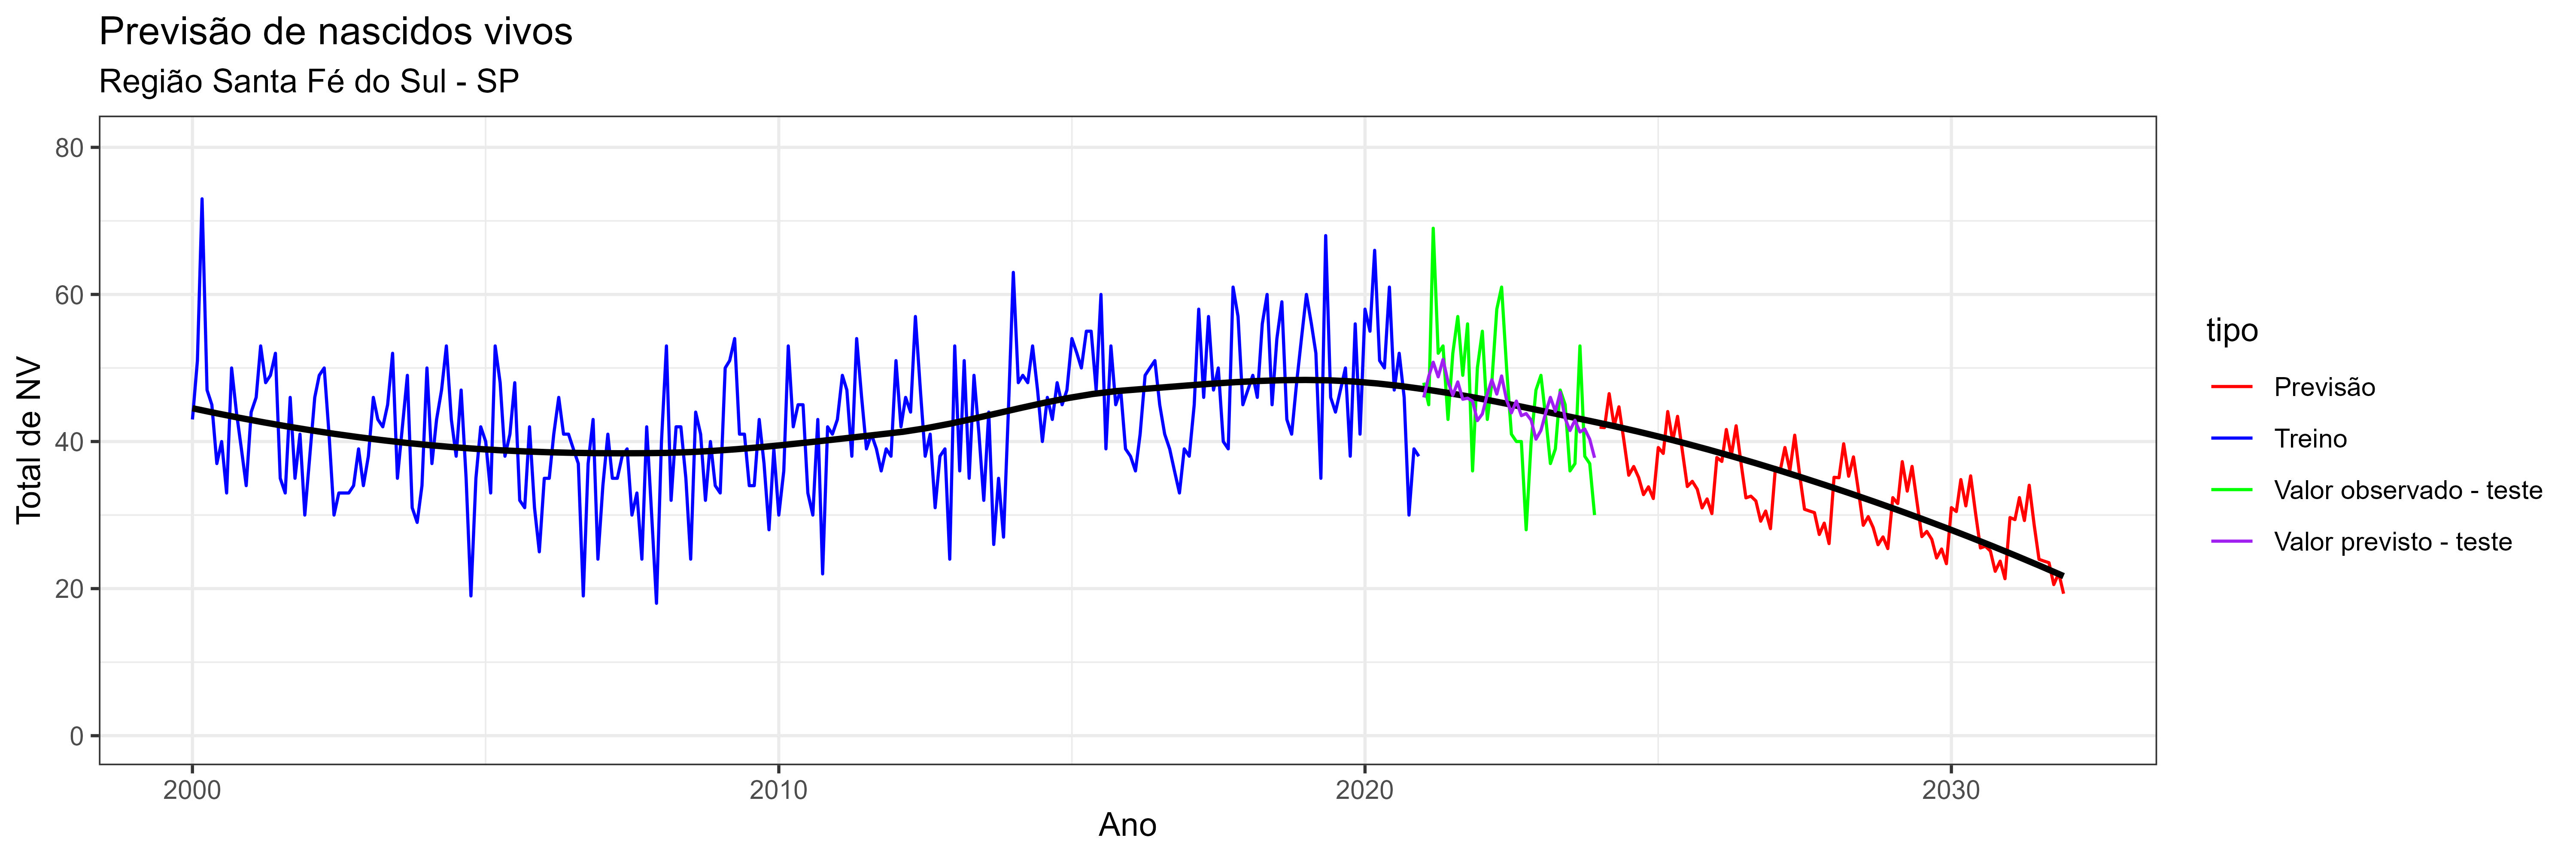 Previsão de nascidos vivos
Região Santa Fé do Sul - SP
Total de NV
80
60
40
20
0
2000
2010
2020
2030
Ano
tipo
Previsão
Treino
Valor observado - teste
Valor previsto - teste